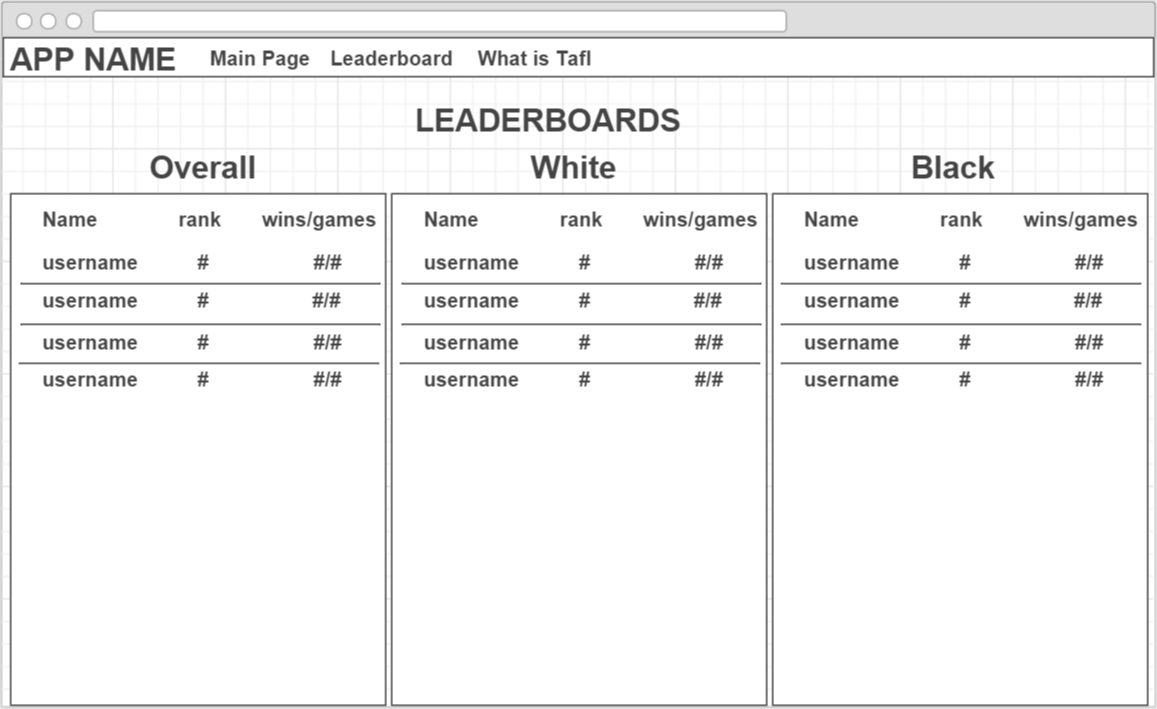 APP NAME Main Page Leaderboard What is Tafl
LEADERBOARDS
Overall White Black
Name rank wins/games Name rank wins/games Name rank wins/games
username # #/# username # #/# username # #/#
username # #/# username # #/# username # #/#
username # #/# username # #/# username # #/#
username # #/# username # #/# username # #/#